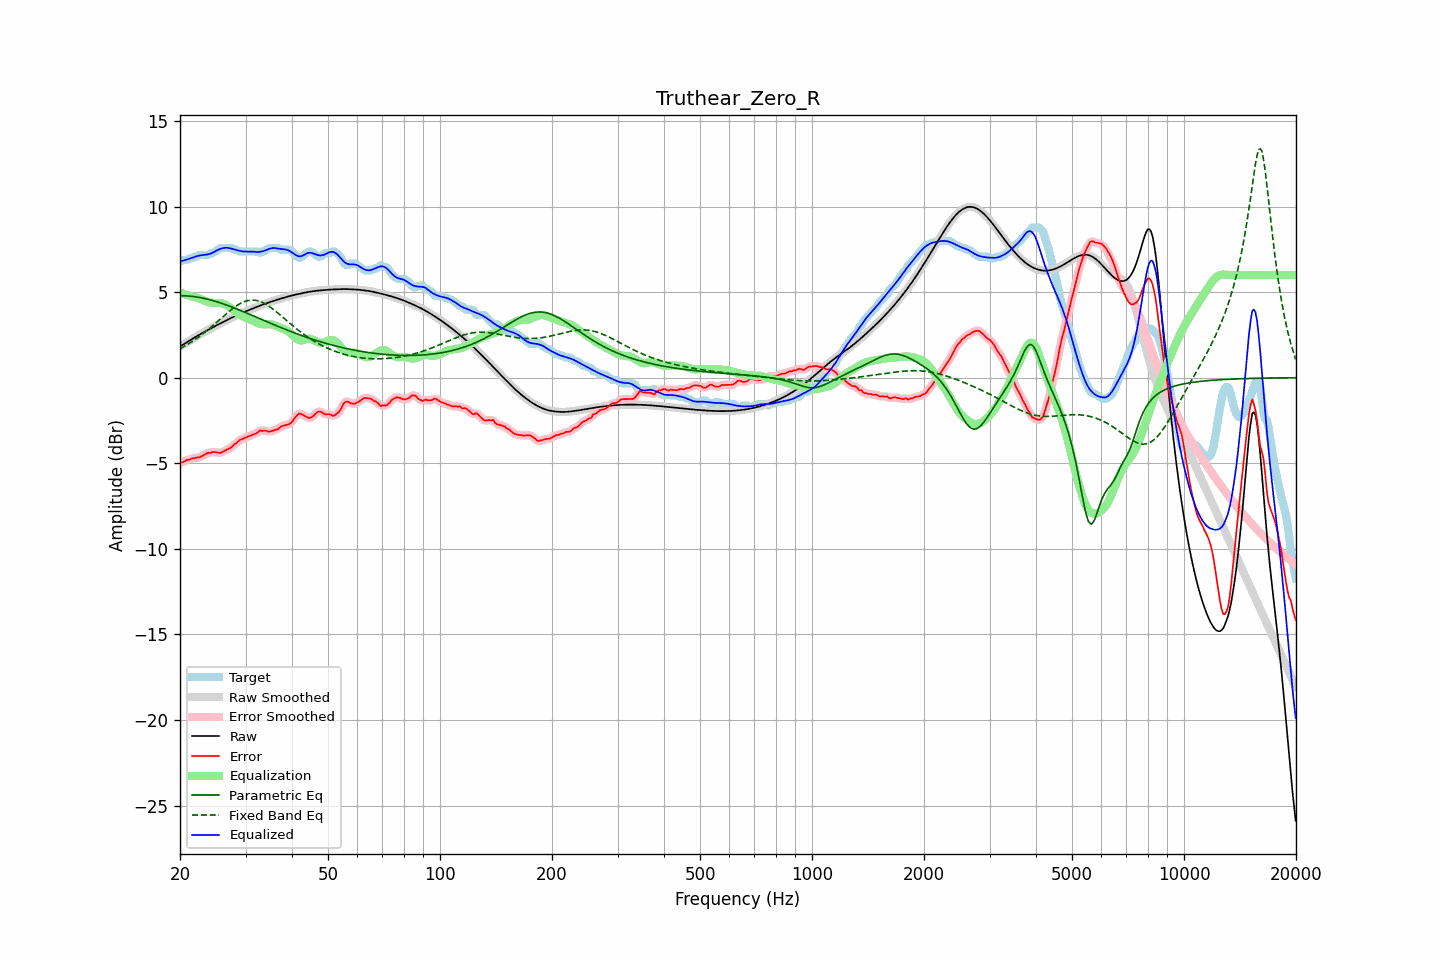 Truthear_Zero_R
15
10
5
0
−5
−10
−15
−20
−25
Amplitude (dBr)
Target
Raw Smoothed
Error Smoothed
Raw
Error
Equalization
Parametric Eq
Fixed Band Eq
Equalized
20 50 100 200 500 1000 2000 5000 10000 20000
Frequency (Hz)